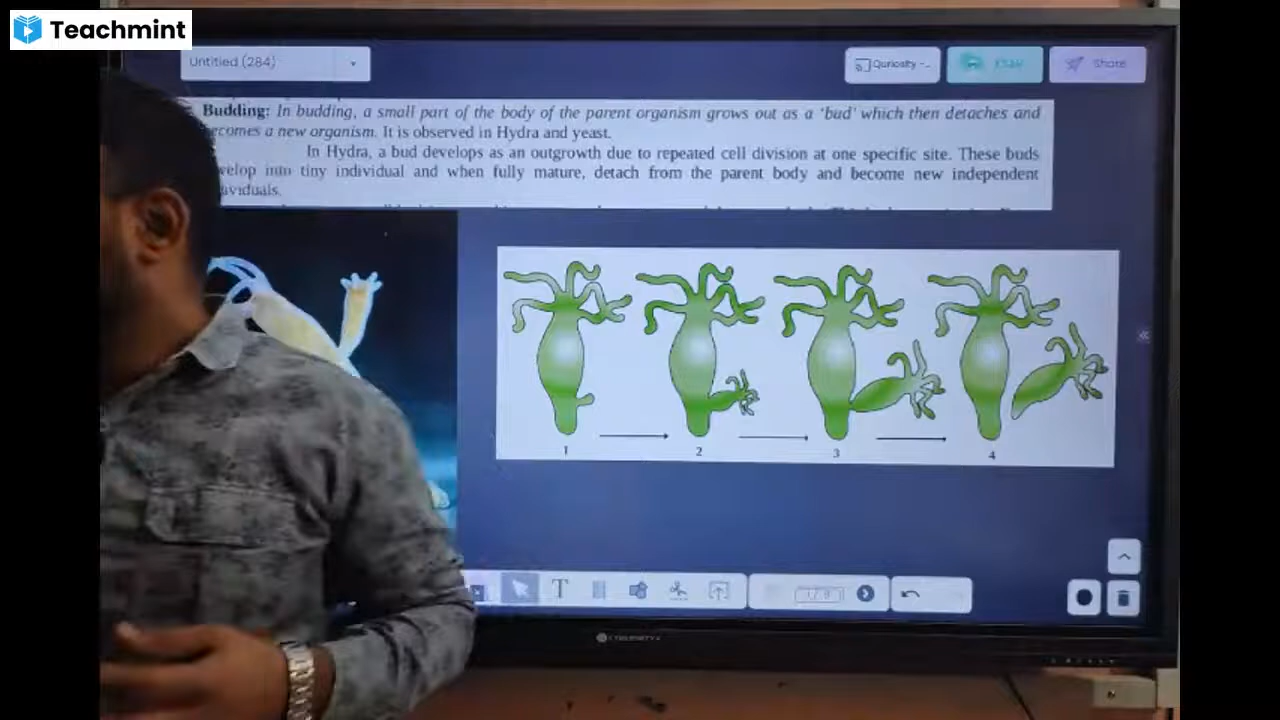 Teachmint
Untitled (284)
Quriosity -..
Share
Budding: In budding, a small part of the body of the parent organism grows out as a ‘bud’ which then detaches and
ecomes a new organism. It is observed in Hydra and yeast.
In Hydra, a bud develops as an outgrowth due to repeated cell division at one specific site. These buds
velop into tiny individual and when fully mature, detach from the parent body and become new independent
ividuals.
1
2
3
4
T